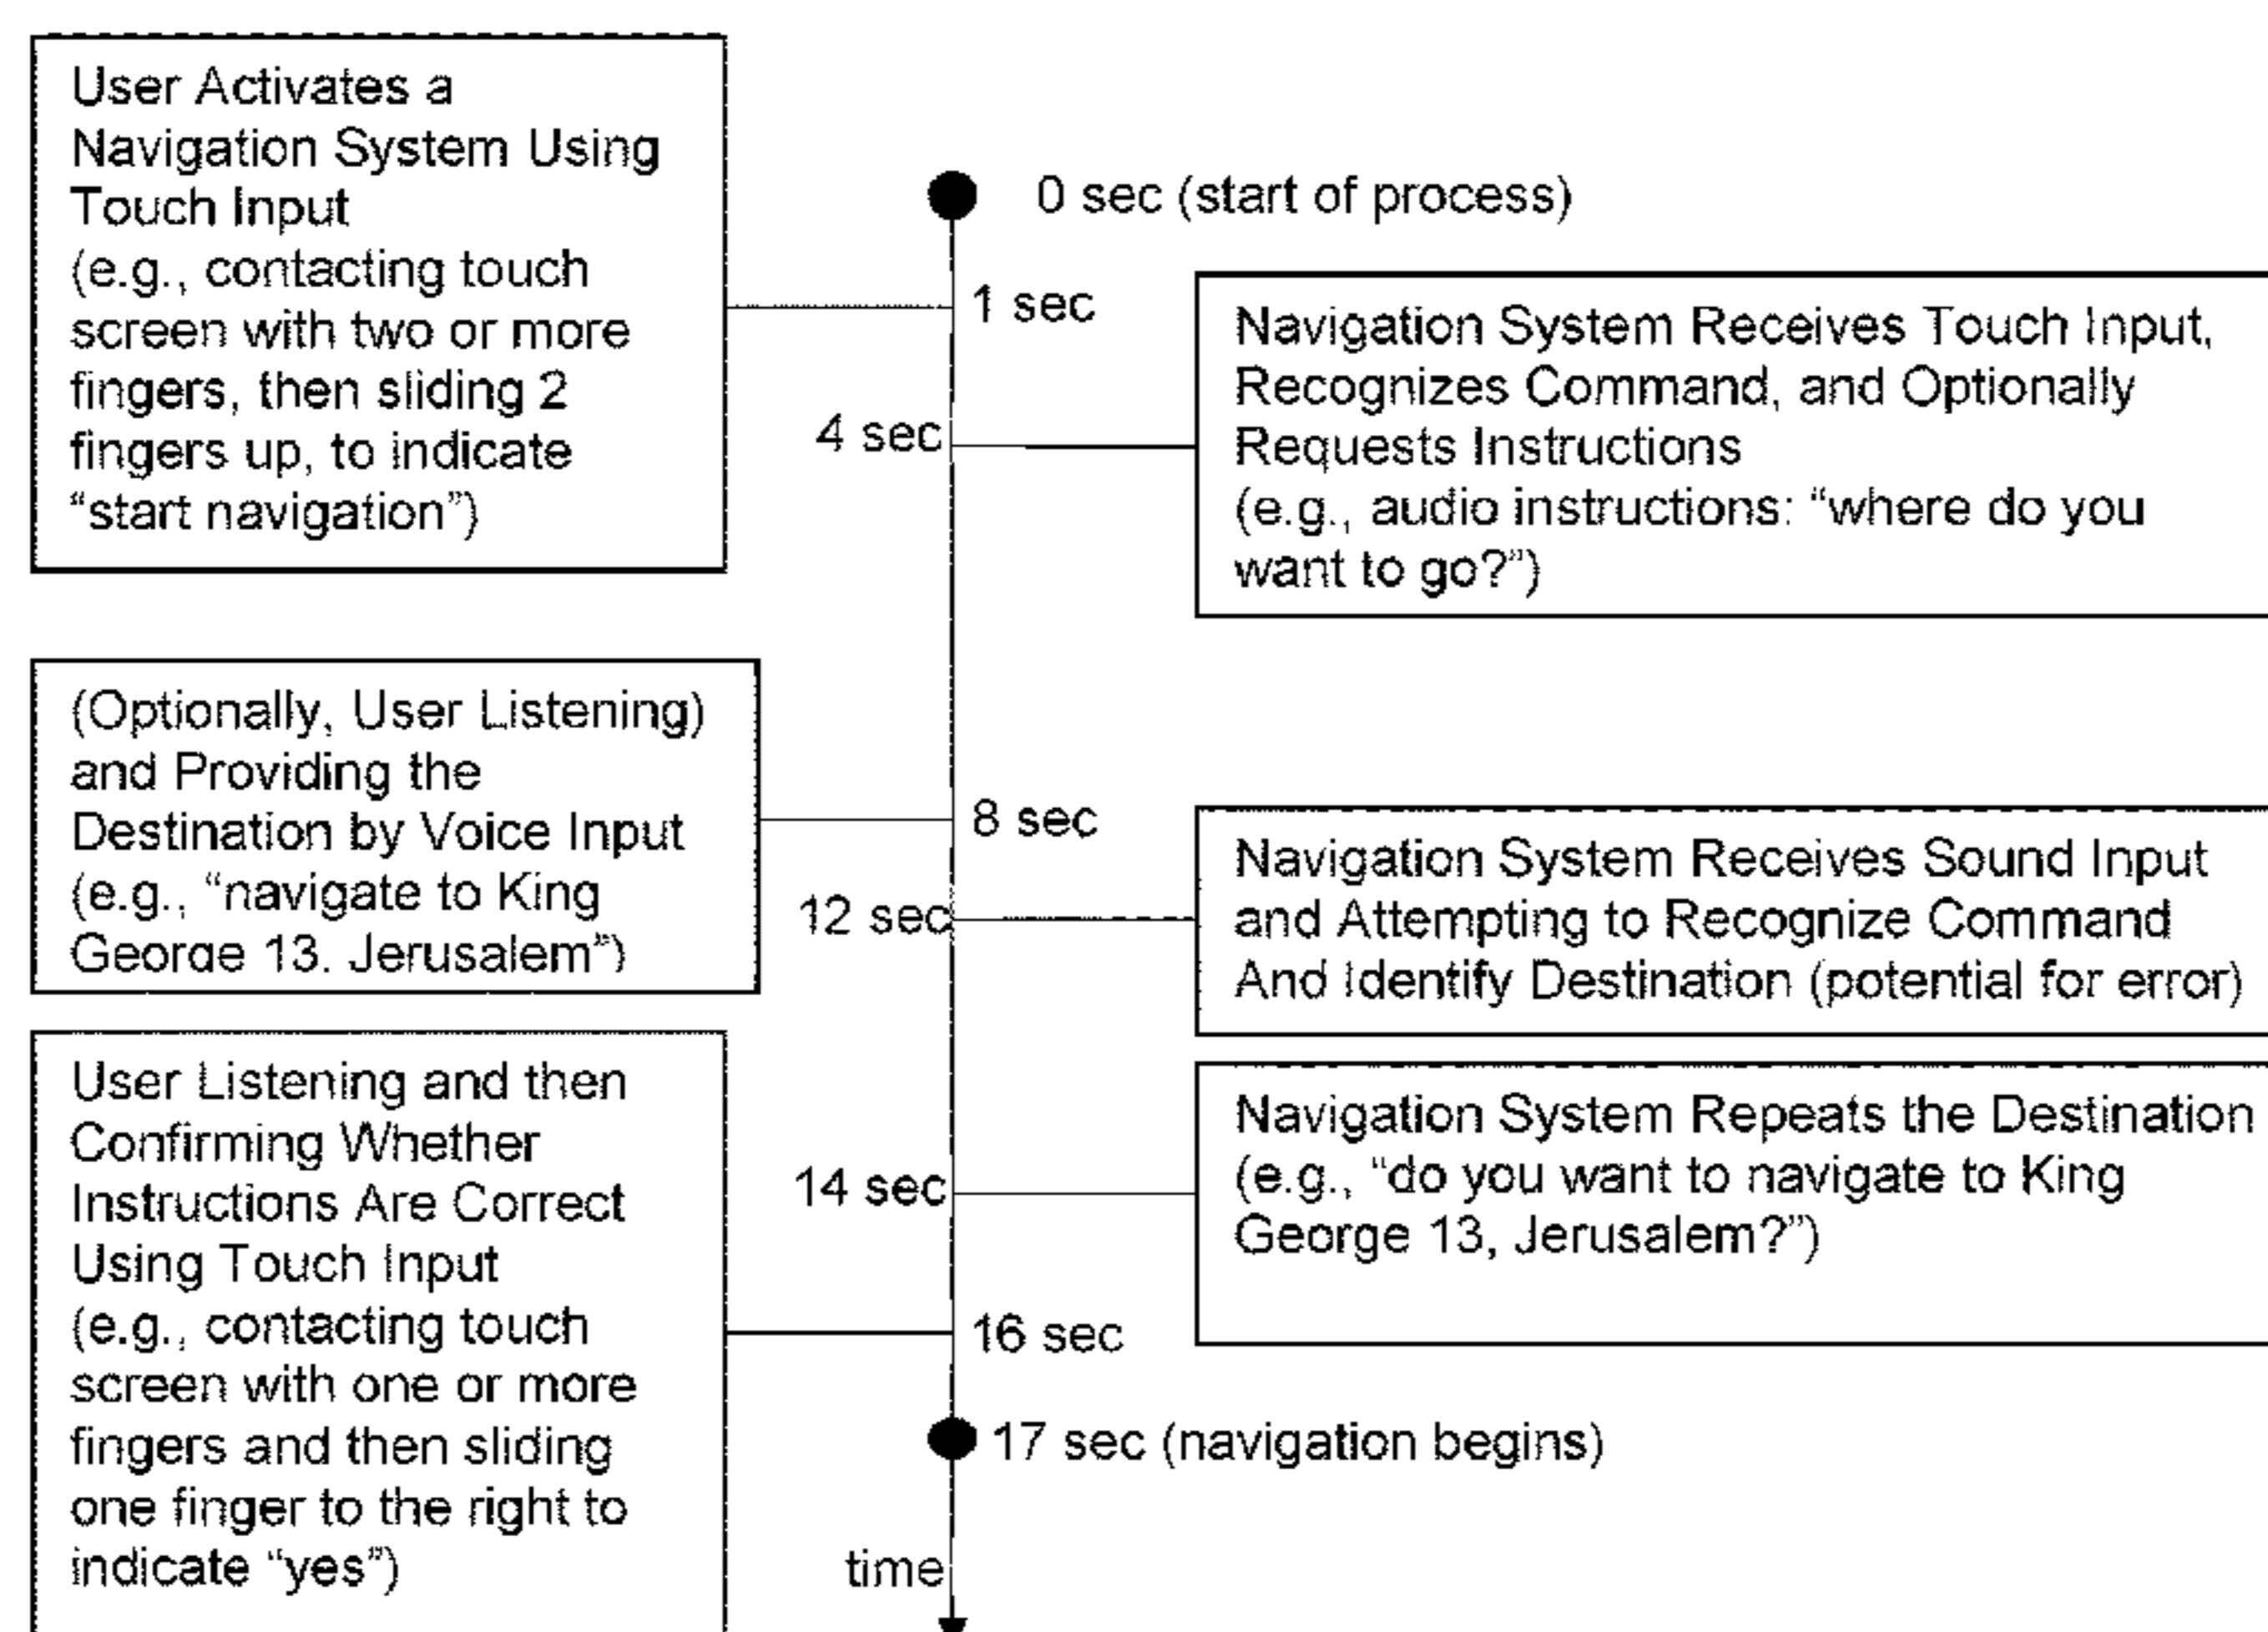 User Activates a
Navigation System Using
Touch Input
(e.g., contacting touch
screen with two or more
fingers, then sliding 2
fingers up, to indicate
“start navigation”)
0 sec (start of process)
1 sec
Navigation System Receives Touch Input,
Recognizes Command, and Optionally
Requests Instructions
(e.g., audio instructions: “where do you
want to go?”)
4 sec
(Optionally, User Listening)
and Providing the
Destination by Voice Input
(e.g., “navigate to King
George 13. Jerusalem”)
8 sec
12 sec
Navigation System Receives Sound Input
and Attempting to Recognize Command
And Identify Destination (potential for error)
Navigation System Repeats the Destination
(e.g., “do you want to navigate to King
George 13, Jerusalem?”)
14 sec
User Listening and then
Confirming Whether
Instructions Are Correct
Using Touch Input
(e.g., contacting touch
screen with one or more
fingers and then sliding
one finger to the right to
indicate “yes”)
16 sec
17 sec (navigation begins)
time